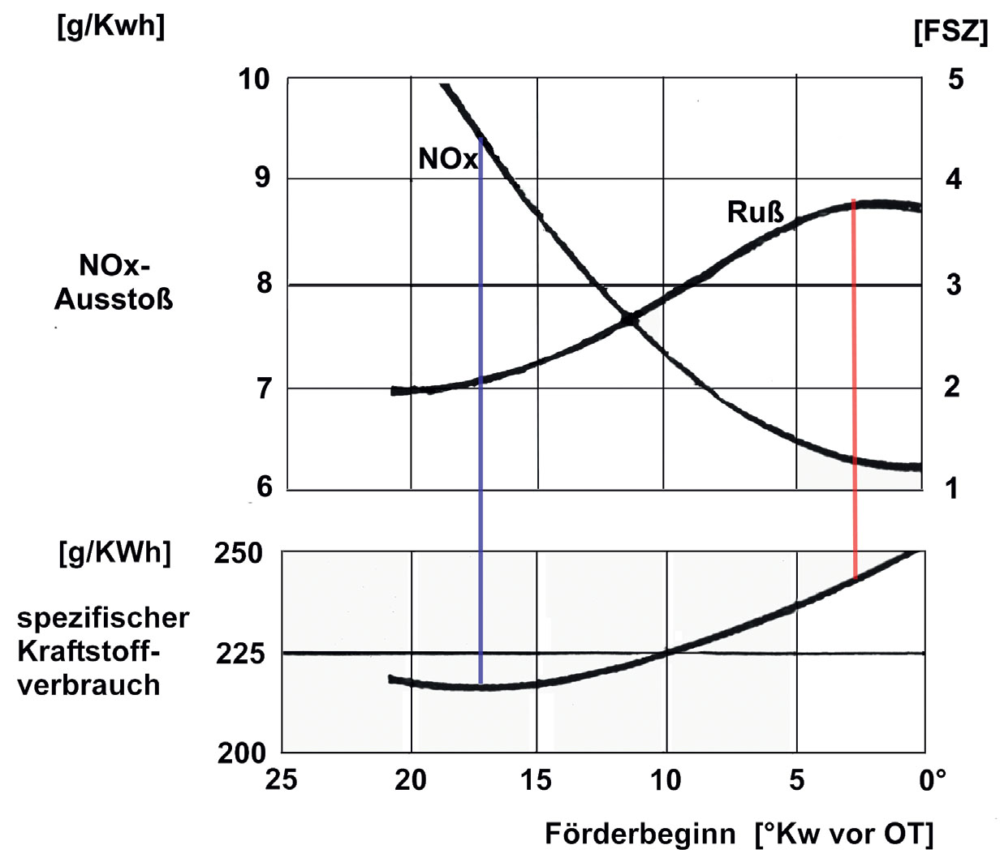 [g/Kwh]
[FSZ]
10
5
NOx
9
4
Ruß
NOx-
Ausstoß
8
3
7
2
6
1
[g/KWh]
250
spezifischer
Kraftstoff-
verbrauch
225
200
25 20 15 10 5 0°
Förderbeginn [°Kw vor OT]